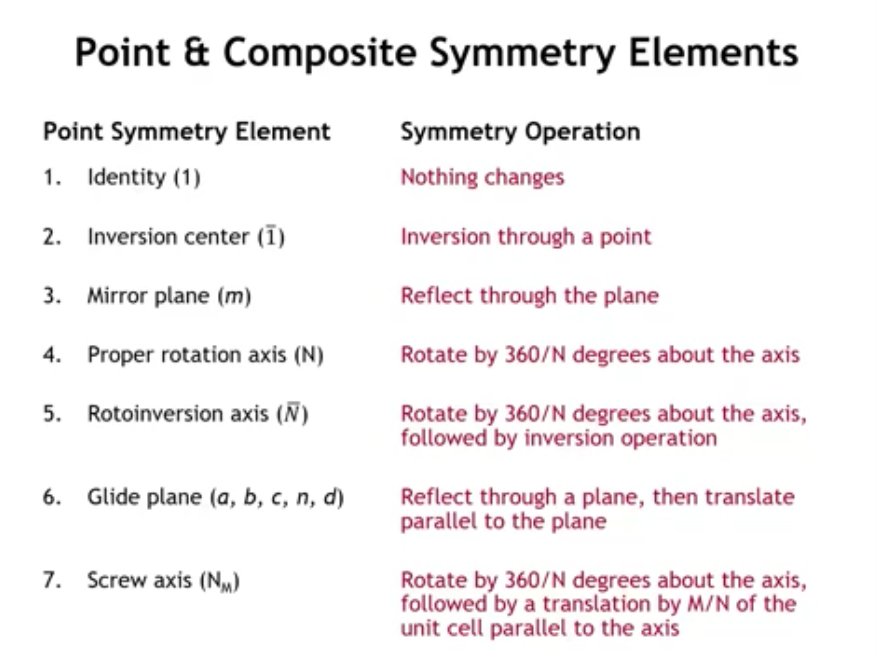 Point & Composite Symmetry Elements
Point Symmetry Element Symmetry Operation
1. Identity (1) Nothing changes
2. Inversion center (1̅) Inversion through a point
3. Mirror plane (m) Reflect through the plane
4. Proper rotation axis (N) Rotate by 360/N degrees about the axis
5. Rotoinversion axis (N̅) Rotate by 360/N degrees about the axis,
followed by inversion operation
6. Glide plane (a, b, c, n, d) Reflect through a plane, then translate
parallel to the plane
7. Screw axis (N_M) Rotate by 360/N degrees about the axis,
followed by a translation by M/N of the
unit cell parallel to the axis